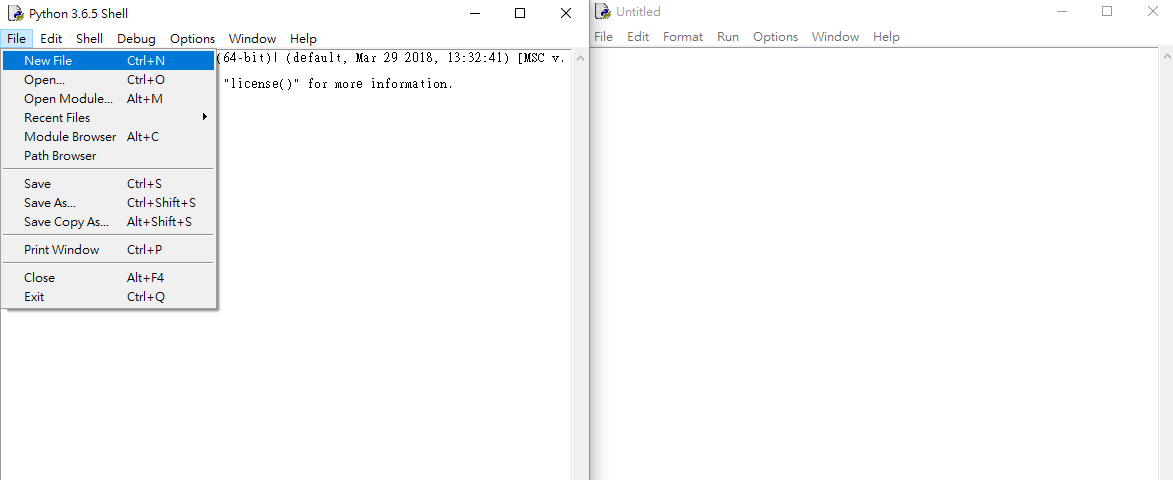 Python 3.6.5 Shell
File Edit Shell Debug Options Window Help
(64-bit)| (default, Mar 29 2018, 13:32:41) [MSC v.
"license()" for more information.
New File Ctrl+N
Open... Ctrl+O
Open Module... Alt+M
Recent Files
Module Browser Alt+C
Path Browser
Save Ctrl+S
Save As... Ctrl+Shift+S
Save Copy As... Alt+Shift+S
Print Window Ctrl+P
Close Alt+F4
Exit Ctrl+Q
Untitled
File Edit Format Run Options Window Help